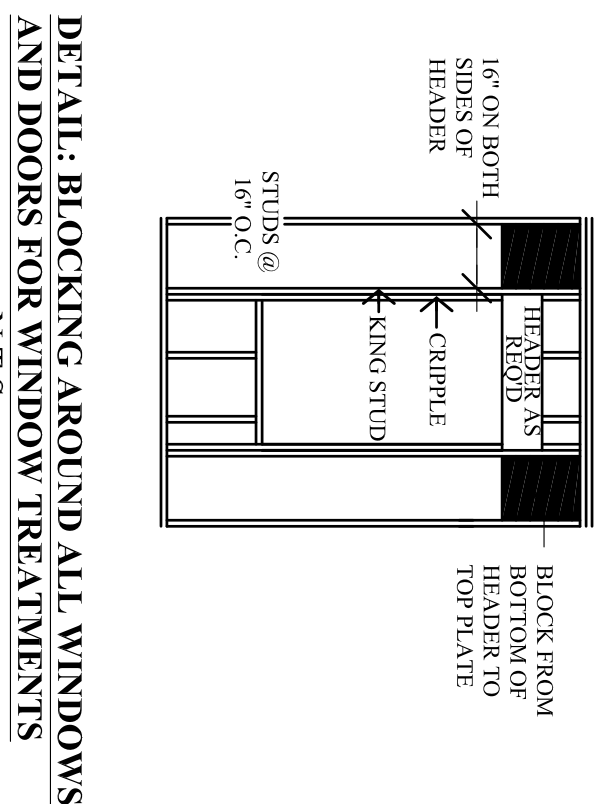 16" ON BOTH
SIDES OF
HEADER
STUDS @
16" O.C.
HEADER AS
REQ'D
CRIPPLE
KING STUD
BLOCK FROM
BOTTOM OF
HEADER TO
TOP PLATE
DETAIL: BLOCKING AROUND ALL WINDOWS
AND DOORS FOR WINDOW TREATMENTS